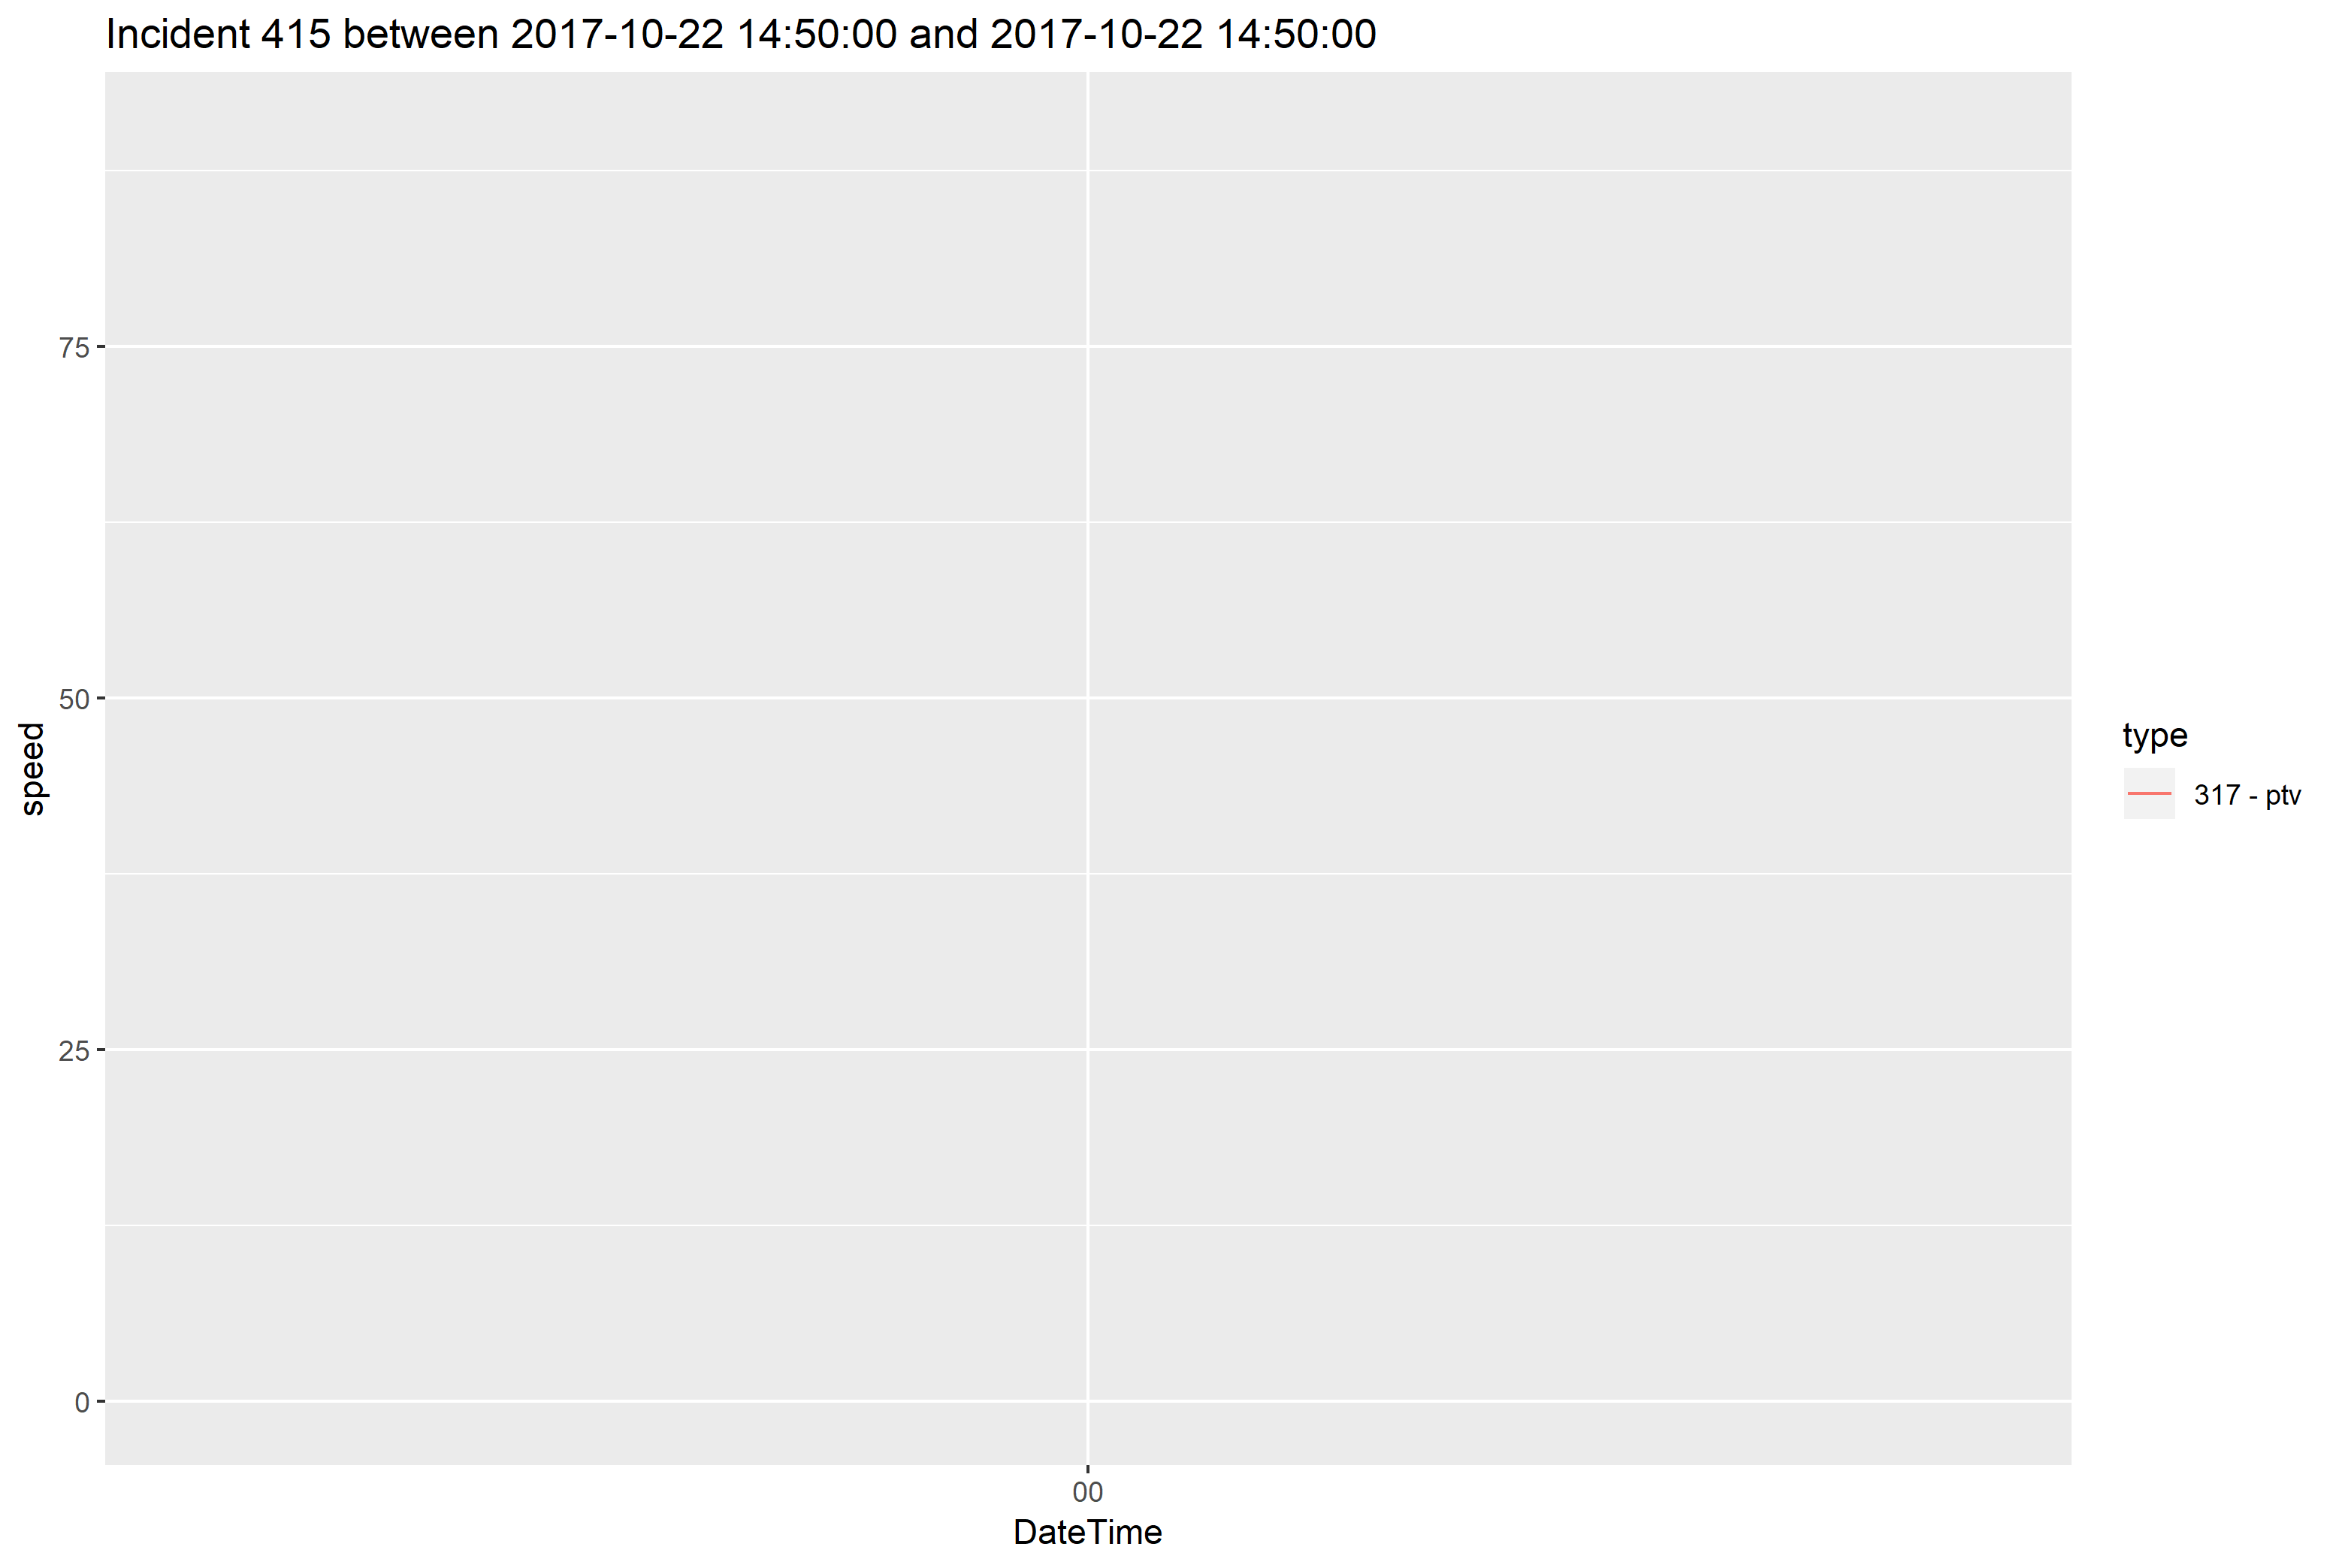 Incident 415 between 2017-10-22 14:50:00 and 2017-10-22 14:50:00
75
50
25
0
speed
00
DateTime
type
317 - ptv